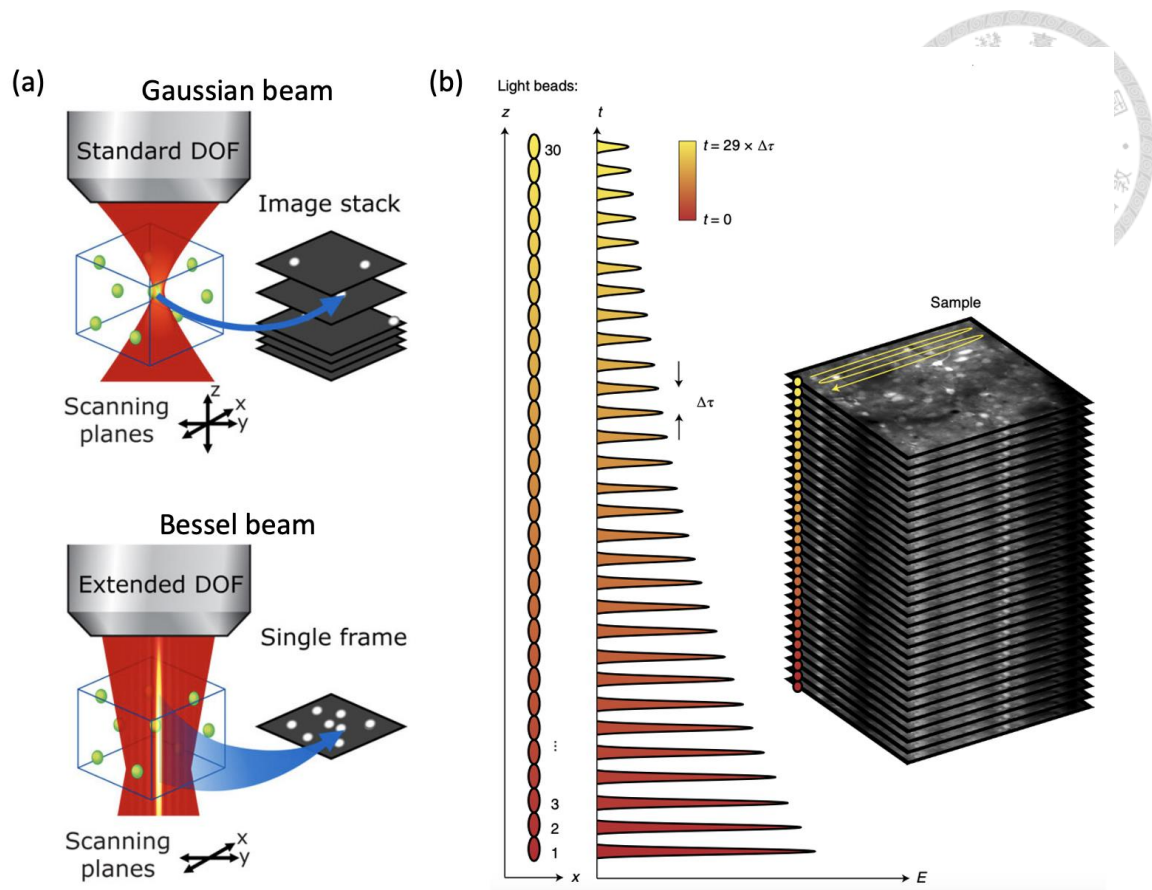 (a)
Gaussian beam
Standard DOF
Image stack
Scanning
planes
z
x
y
Bessel beam
Extended DOF
Single frame
Scanning
planes
x
y
(b)
Light beads:
z
t
30
t = 29 × Δτ
t = 0
Δτ
Sample
⋮
3
2
1
x
E